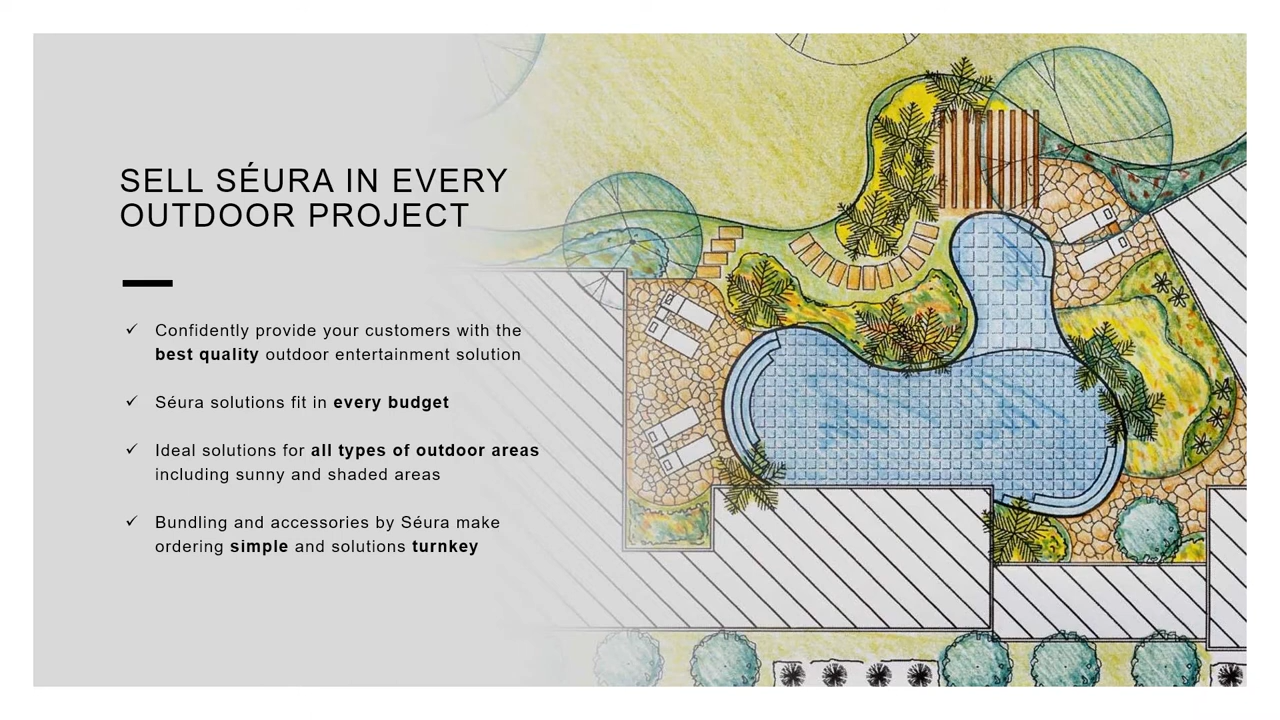 SELL SÉURA IN EVERY
OUTDOOR PROJECT
✓ Confidently provide your customers with the
best quality outdoor entertainment solution
✓ Séura solutions fit in every budget
✓ Ideal solutions for all types of outdoor areas
including sunny and shaded areas
✓ Bundling and accessories by Séura make
ordering simple and solutions turnkey